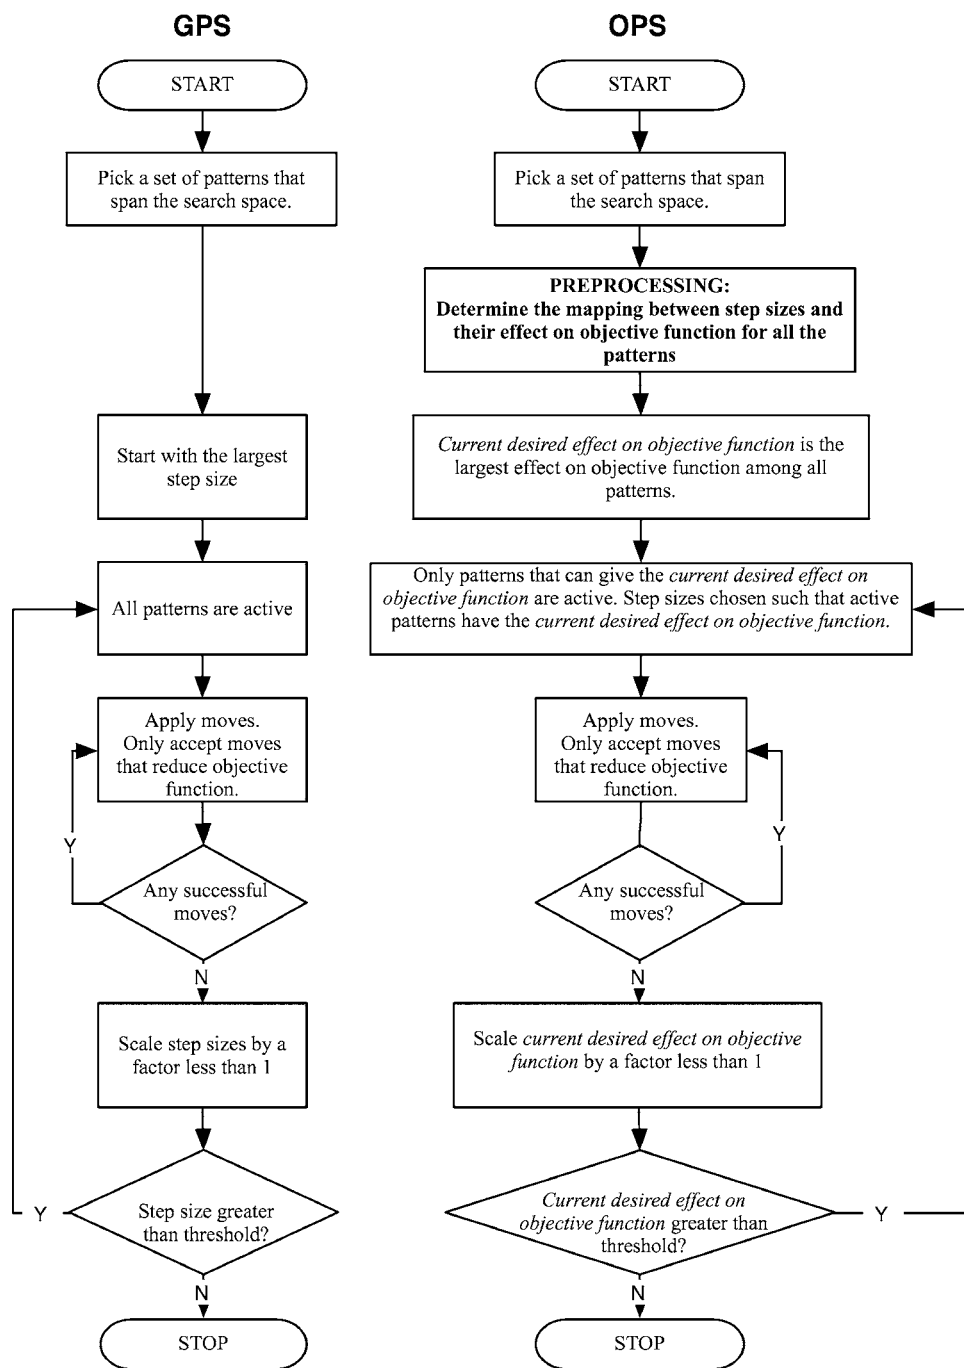 GPS
START
Pick a set of patterns that
span the search space.
Start with the largest
step size
All patterns are active
Apply moves.
Only accept moves
that reduce objective
function.
Y
Any successful
moves?
N
Scale step sizes by a
factor less than 1
Y
Step size greater
than threshold?
N
STOP
OPS
START
Pick a set of patterns that span
the search space.
PREPROCESSING:
Determine the mapping between step sizes and
their effect on objective function for all the
patterns
Current desired effect on objective function is the
largest effect on objective function among all
patterns.
Only patterns that can give the current desired effect on
objective function are active. Step sizes chosen such that active
patterns have the current desired effect on objective function.
Apply moves.
Only accept moves
that reduce objective
function.
Y
Any successful
moves?
N
Scale current desired effect on objective
function by a factor less than 1
Current desired effect on
objective function greater than
threshold?
Y
N
STOP